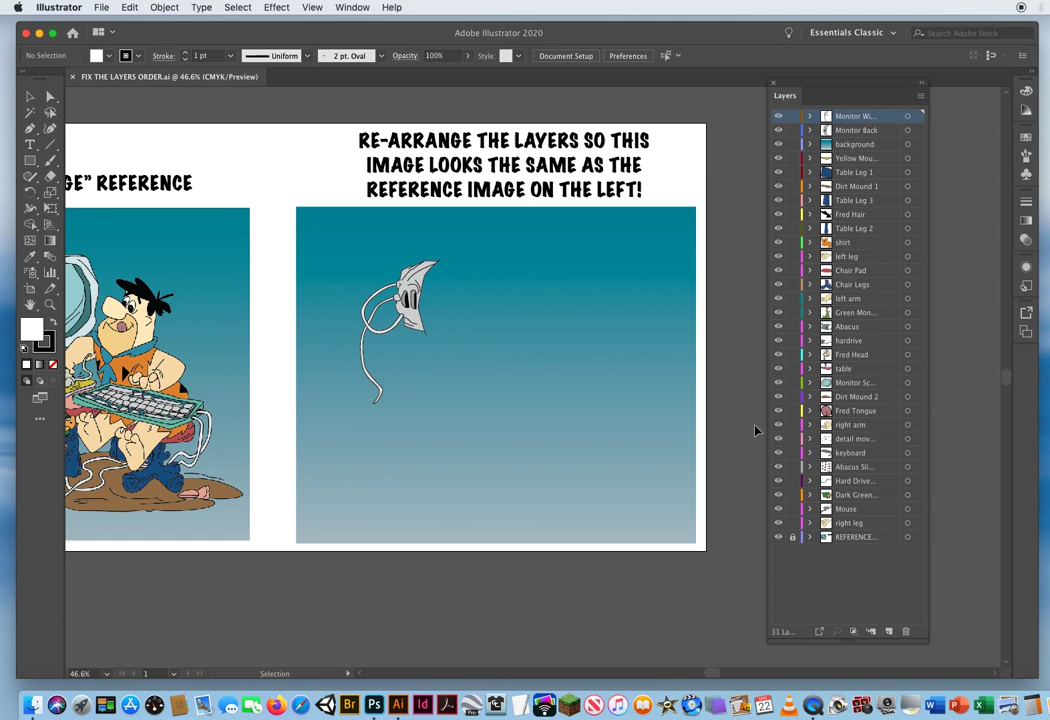 Illustrator File Edit Object Type Select Effect View Window Help
Adobe Illustrator 2020
Essentials Classic
Search Adobe Stock
No Selection Stroke: 1 pt Uniform 2 pt. Oval Opacity: 100% Style: Document Setup Preferences
× FIX THE LAYERS ORDER.ai @ 46.6% (CMYK/Preview)
GE" REFERENCE
RE-ARRANGE THE LAYERS SO THIS
IMAGE LOOKS THE SAME AS THE
REFERENCE IMAGE ON THE LEFT!
Layers
Monitor Wi...
Monitor Back
background
Yellow Mou...
Table Leg 1
Dirt Mound 1
Table Leg 3
Fred Hair
Table Leg 2
shirt
left leg
Chair Pad
Chair Legs
left arm
Green Mon...
Abacus
hardrive
Fred Head
table
Monitor Sc...
Dirt Mound 2
Fred Tongue
right arm
detail mov...
keyboard
Abacus Sli...
Hard Drive...
Dark Green...
Mouse
right leg
REFERENCE...
31 La...
46.6% 1 Selection
Br Ps Ai Id